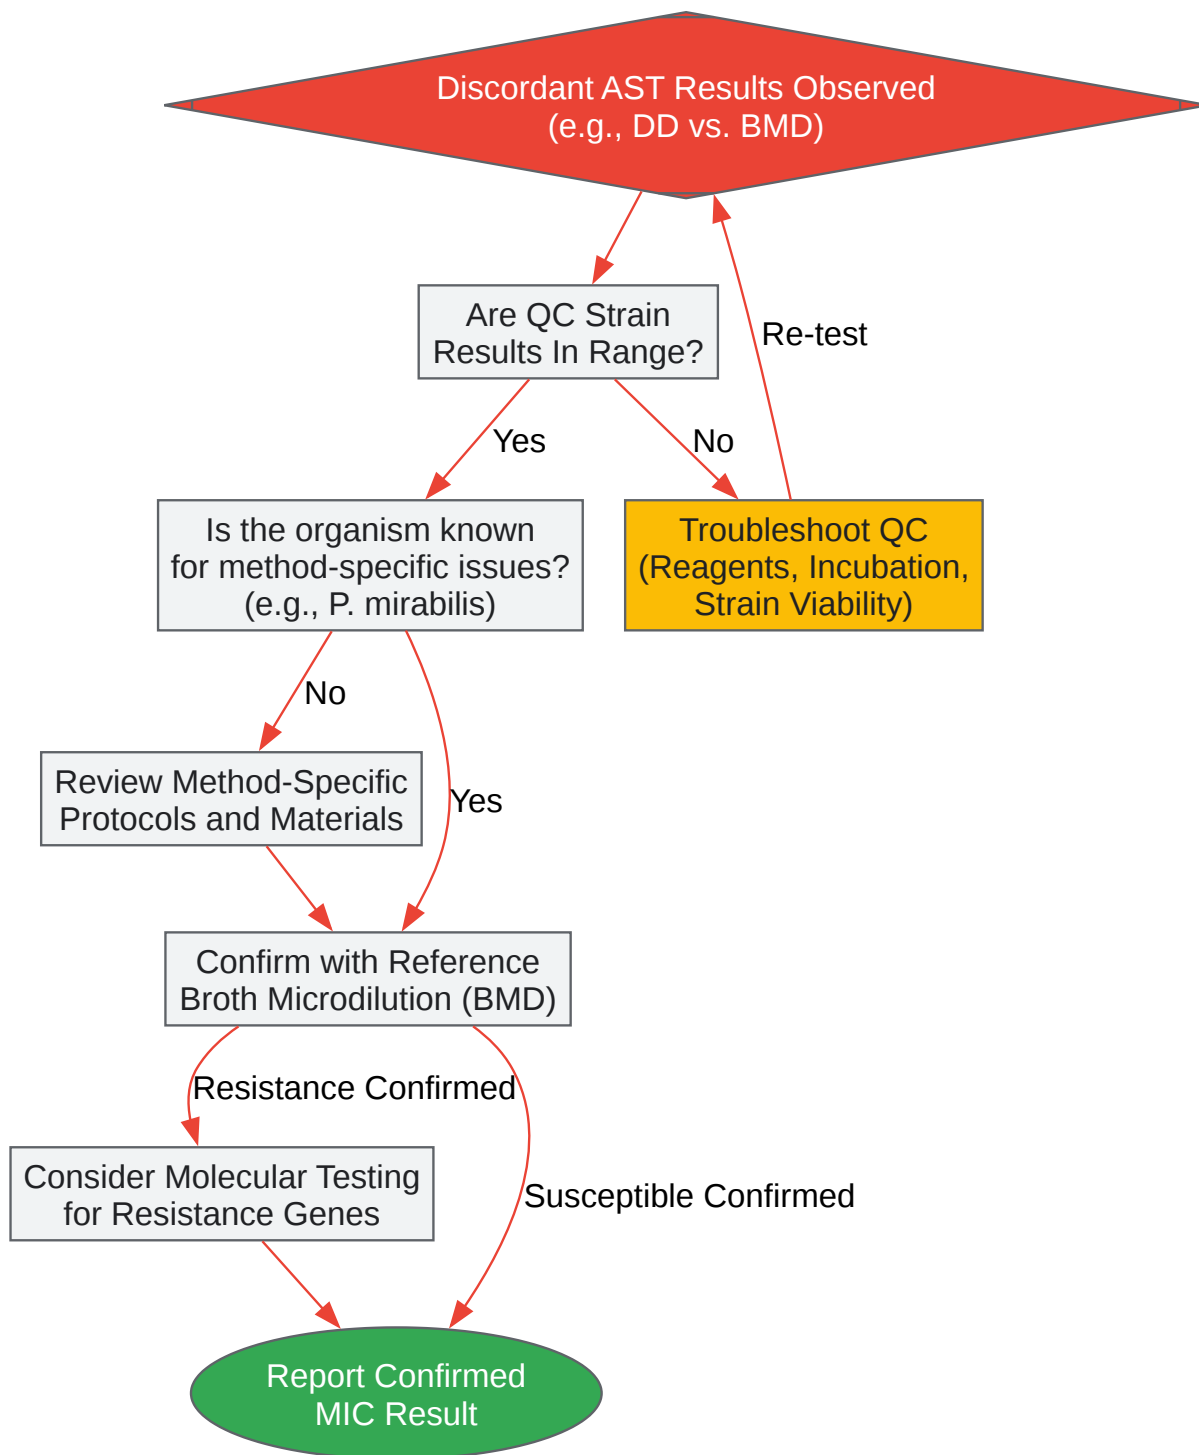 Discordant AST Results Observed
(e.g., DD vs. BMD)
Are QC Strain
Results In Range?
Re-test
Yes
No
Is the organism known
for method-specific issues?
(e.g., P. mirabilis)
Troubleshoot QC
(Reagents, Incubation,
Strain Viability)
No
Review Method-Specific
Protocols and Materials
Yes
Confirm with Reference
Broth Microdilution (BMD)
Resistance Confirmed
Consider Molecular Testing
for Resistance Genes
Susceptible Confirmed
Report Confirmed
MIC Result